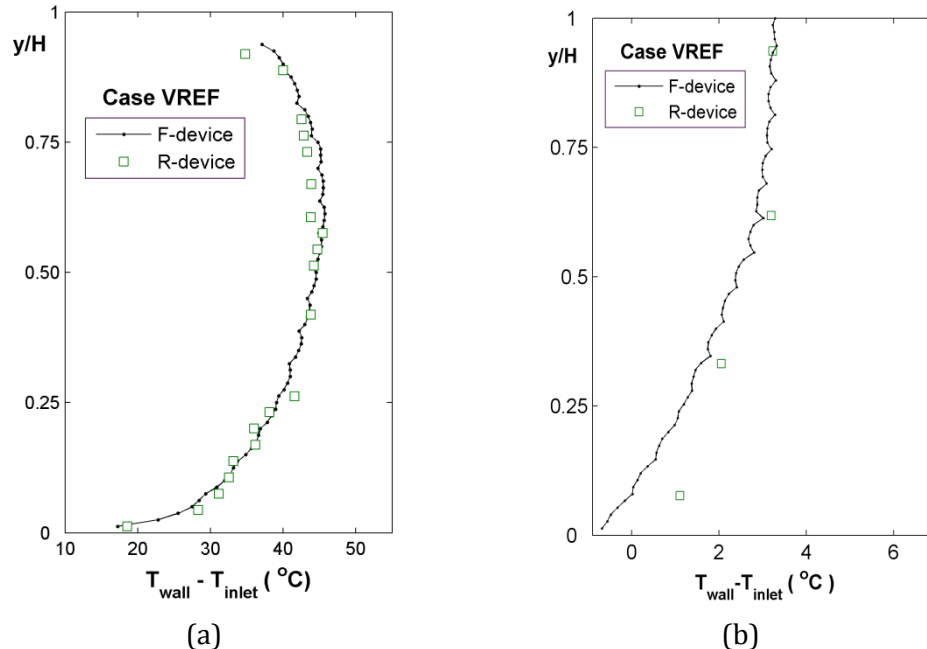 1
y/H
Case VREF
F-device
R-device
0.75
0.50
0.25
0
10 20 30 40 50
T_wall - T_inlet ( °C)
(a)
1
y/H
Case VREF
F-device
R-device
0.75
0.5
0.25
0
0 2 4 6
T_wall-T_inlet (°C)
(b)